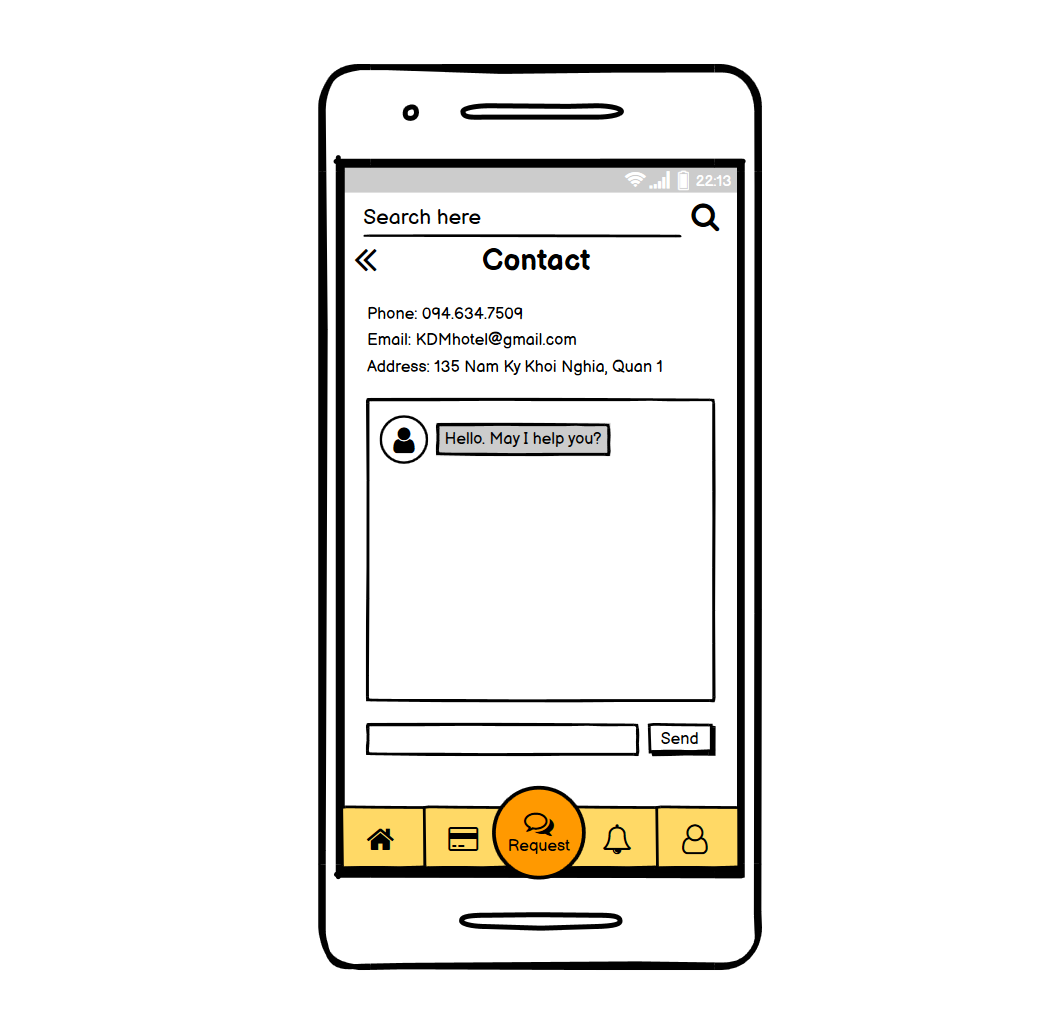 22:13
Search here
Contact
Phone: 094.634.7509
Email: KDMhotel@gmail.com
Address: 135 Nam Ky Khoi Nghia, Quan 1
Hello. May I help you?
Send
Request